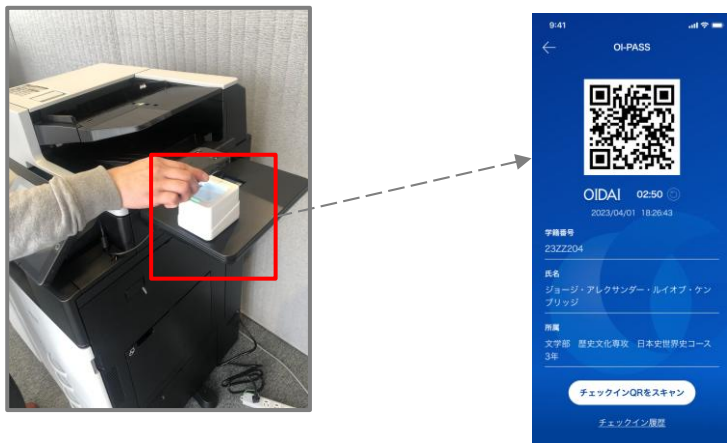 9:41
OI-PASS
OIDAI 02:50
2023/04/01 18:26:43
学籍番号
23ZZ204
氏名
ジョージ・アレクサンダー・ルイオブ・ケン
ブリッジ
所属
文学部 歴史文化専攻 日本史世界史コース
3年
チェックインQRをスキャン
チェックイン履歴